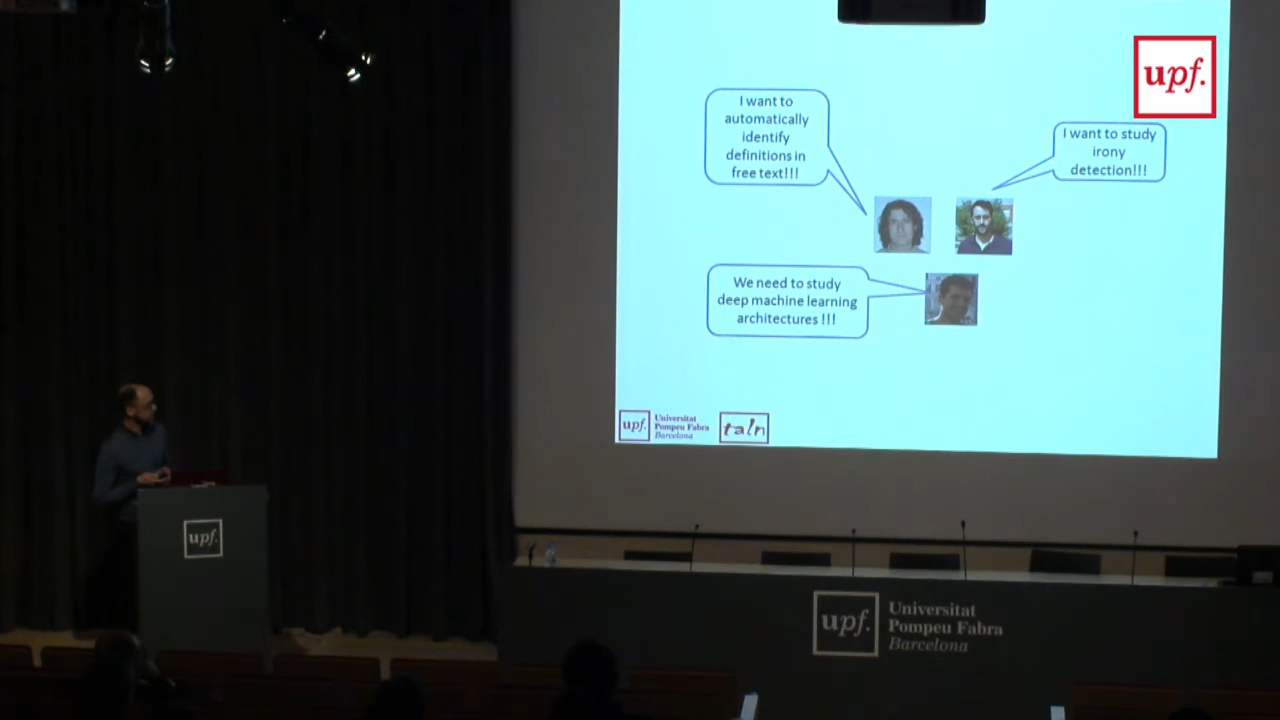 upf.
I want to
automatically
identify
definitions in
free text!!!
I want to study
irony
detection!!!
We need to study
deep machine learning
architectures !!!
upf.
Universitat
Pompeu Fabra
Barcelona
taln
upf.
upf.
Universitat
Pompeu Fabra
Barcelona